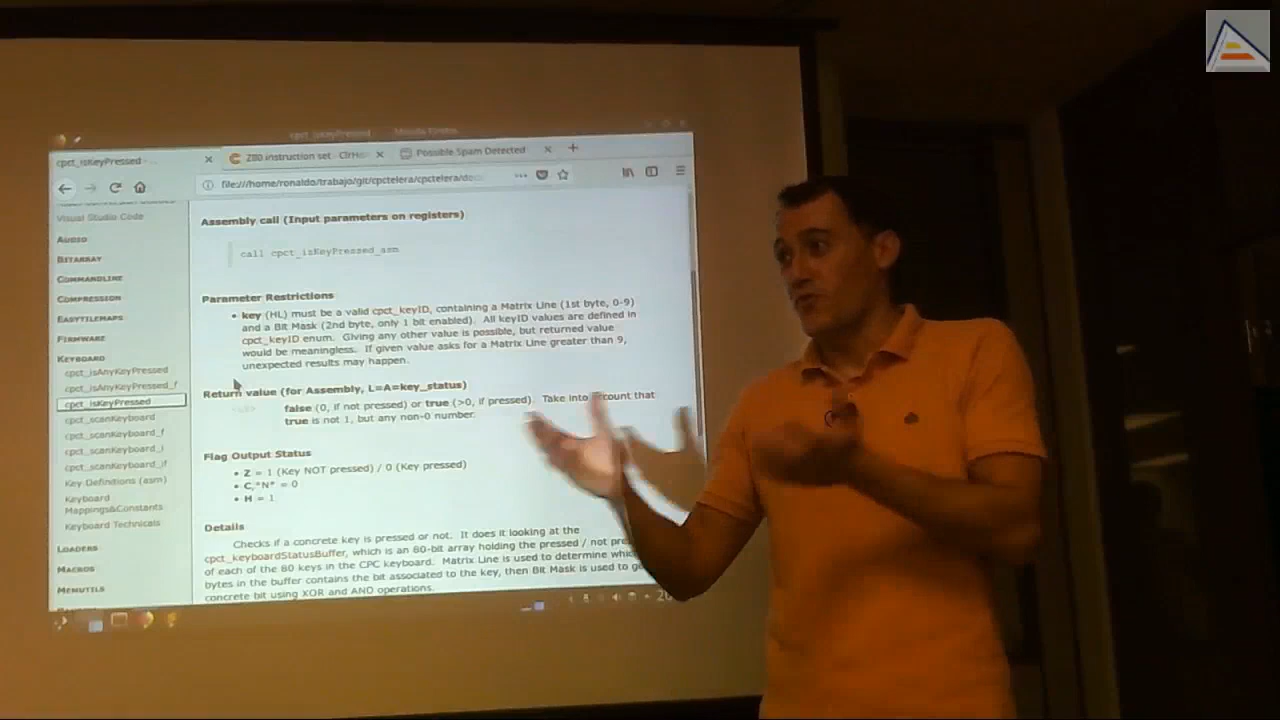 cpct_isKeyPressed - Mozilla Firefox
cpct_isKeyPressed - ...
Z80 instruction set - ClrHo
Possible Spam Detected
file:///home/ronaldo/trabajo/git/cpctelera/cpctelera/do
Visual Studio Code
AUDIO
BITARRAY
COMMANDLINE
COMPRESSION
EASYTILEMAPS
FIRMWARE
KEYBOARD
cpct_isAnyKeyPressed
cpct_isAnyKeyPressed_f
cpct_isKeyPressed
cpct_scanKeyboard
cpct_scanKeyboard_f
cpct_scanKeyboard_i
cpct_scanKeyboard_if
Key Definitions (asm)
Keyboard
Mappings&Constants
Keyboard Technicals
LOADERS
MACROS
MEMUTILS
Assembly call (Input parameters on registers)
call cpct_isKeyPressed_asm
Parameter Restrictions
• key (HL) must be a valid cpct_keyID, containing a Matrix Line (1st byte, 0-9)
and a Bit Mask (2nd byte, only 1 bit enabled). All keyID values are defined in
cpct_keyID enum. Giving any other value is possible, but returned value
would be meaningless. If given value asks for a Matrix Line greater than 9,
unexpected results may happen.
Return value (for Assembly, L=A=key_status)
false (0, if not pressed) or true (>0, if pressed). Take into account that
true is not 1, but any non-0 number.
Flag Output Status
• Z = 1 (Key NOT pressed) / 0 (Key pressed)
• C,"N" = 0
• H = 1
Details
Checks if a concrete key is pressed or not. It does it looking at the
cpct_keyboardStatusBuffer, which is an 80-bit array holding the pressed / not pre
of each of the 80 keys in the CPC keyboard. Matrix Line is used to determine whic
bytes in the buffer contains the bit associated to the key, then Bit Mask is used to ge
concrete bit using XOR and AND operations.